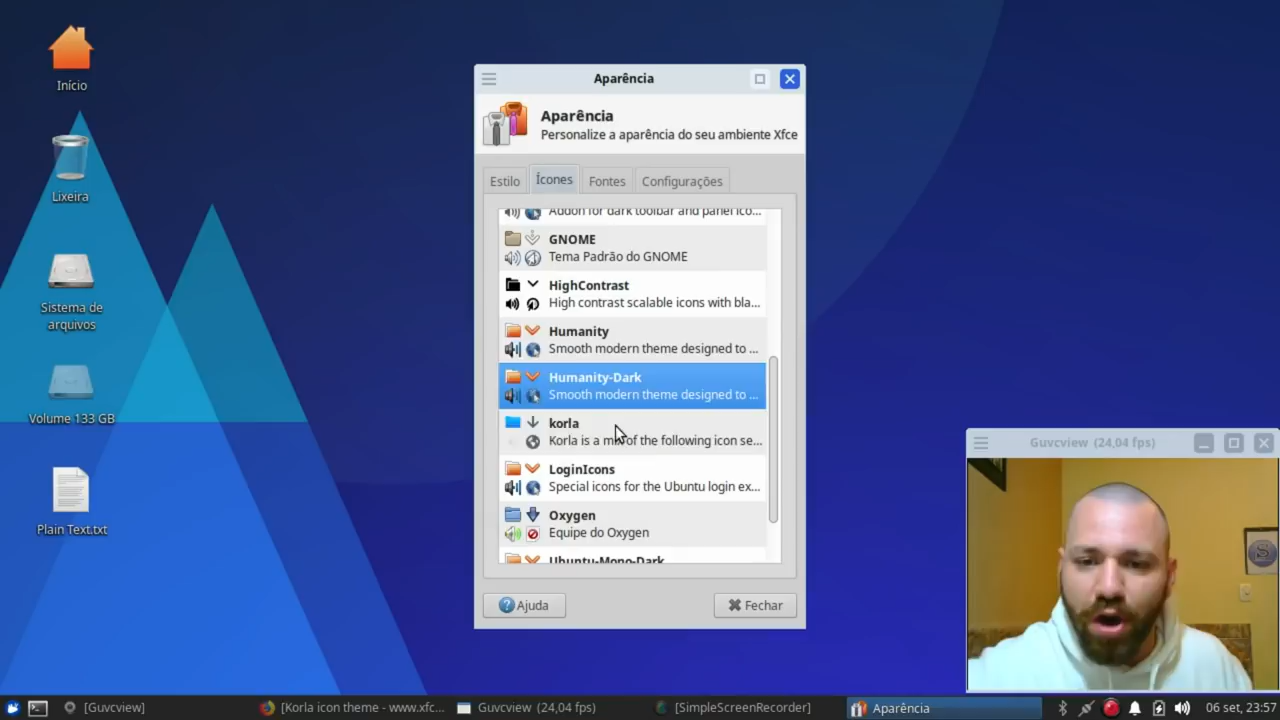 Início
Lixeira
Sistema de
arquivos
Volume 133 GB
Plain Text.txt
Aparência
Aparência
Personalize a aparência do seu ambiente Xfce
Estilo
Ícones
Fontes
Configurações
Addon for dark toolbar and panel ico...
GNOME
Tema Padrão do GNOME
HighContrast
High contrast scalable icons with bla...
Humanity
Smooth modern theme designed to ...
Humanity-Dark
Smooth modern theme designed to ...
korla
Korla is a mix of the following icon se...
LoginIcons
Special icons for the Ubuntu login ex...
Oxygen
Equipe do Oxygen
Ubuntu-Mono-Dark
Ajuda
Fechar
Guvcview (24,04 fps)
[Guvcview]
[Korla icon theme - www.xfc...
Guvcview (24,04 fps)
[SimpleScreenRecorder]
Aparência
06 set, 23:57